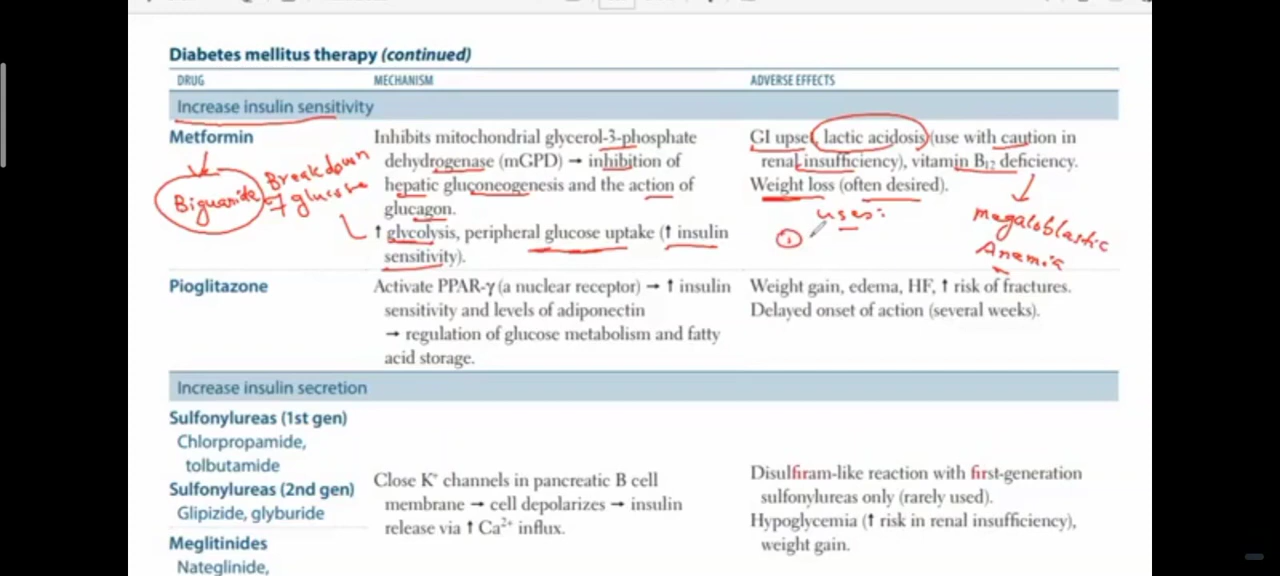 Diabetes mellitus therapy (continued)
DRUG MECHANISM ADVERSE EFFECTS
Increase insulin sensitivity
Metformin
Biguanide
Breakdown
of glucose
Inhibits mitochondrial glycerol-3-phosphate
dehydrogenase (mGPD) → inhibition of
hepatic gluconeogenesis and the action of
glucagon.
↑ glycolysis, peripheral glucose uptake (↑ insulin
sensitivity).
GI upset, lactic acidosis (use with caution in
renal insufficiency), vitamin B12 deficiency.
Weight loss (often desired).
uses:
①
megaloblastic
Anemia
Pioglitazone
Activate PPAR-γ (a nuclear receptor) → ↑ insulin
sensitivity and levels of adiponectin
→ regulation of glucose metabolism and fatty
acid storage.
Weight gain, edema, HF, ↑ risk of fractures.
Delayed onset of action (several weeks).
Increase insulin secretion
Sulfonylureas (1st gen)
Chlorpropamide,
tolbutamide
Sulfonylureas (2nd gen)
Glipizide, glyburide
Meglitinides
Nateglinide,
Close K+ channels in pancreatic B cell
membrane → cell depolarizes → insulin
release via ↑ Ca2+ influx.
Disulfiram-like reaction with first-generation
sulfonylureas only (rarely used).
Hypoglycemia (↑ risk in renal insufficiency),
weight gain.